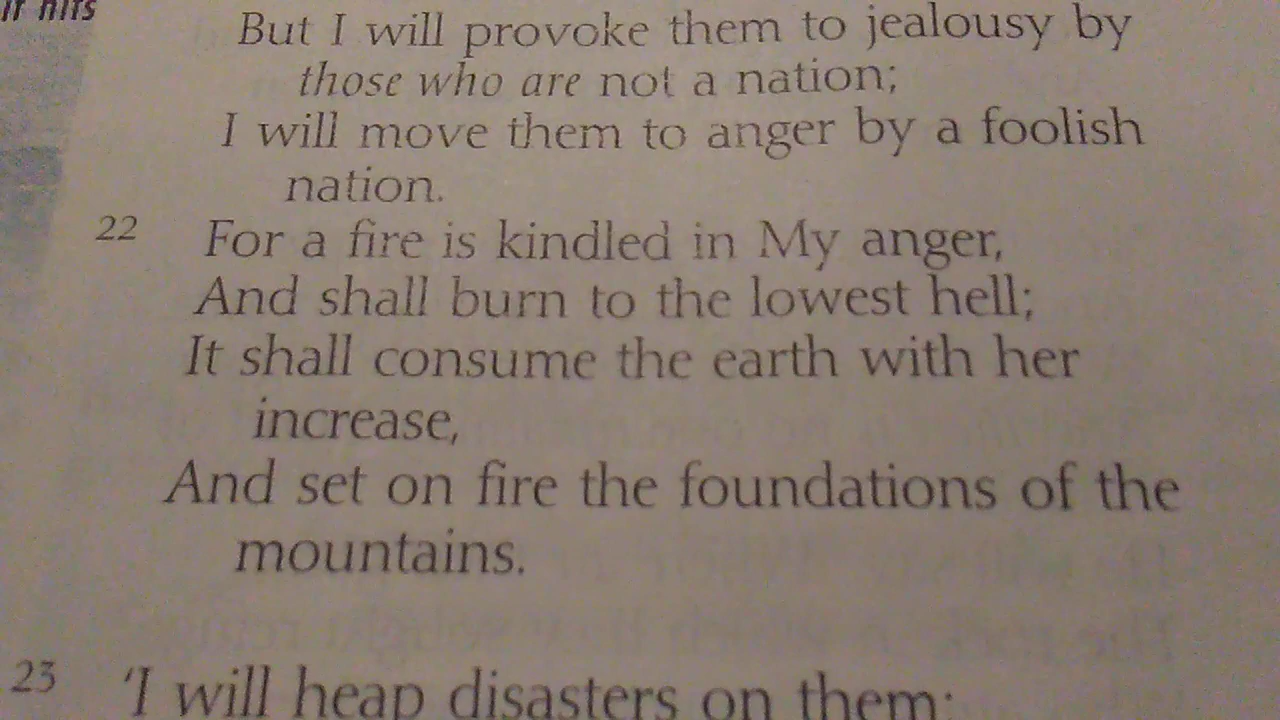 it hits
But I will provoke them to jealousy by
those who are not a nation;
I will move them to anger by a foolish
nation.
22 For a fire is kindled in My anger,
And shall burn to the lowest hell;
It shall consume the earth with her
increase,
And set on fire the foundations of the
mountains.
23 'I will heap disasters on them;